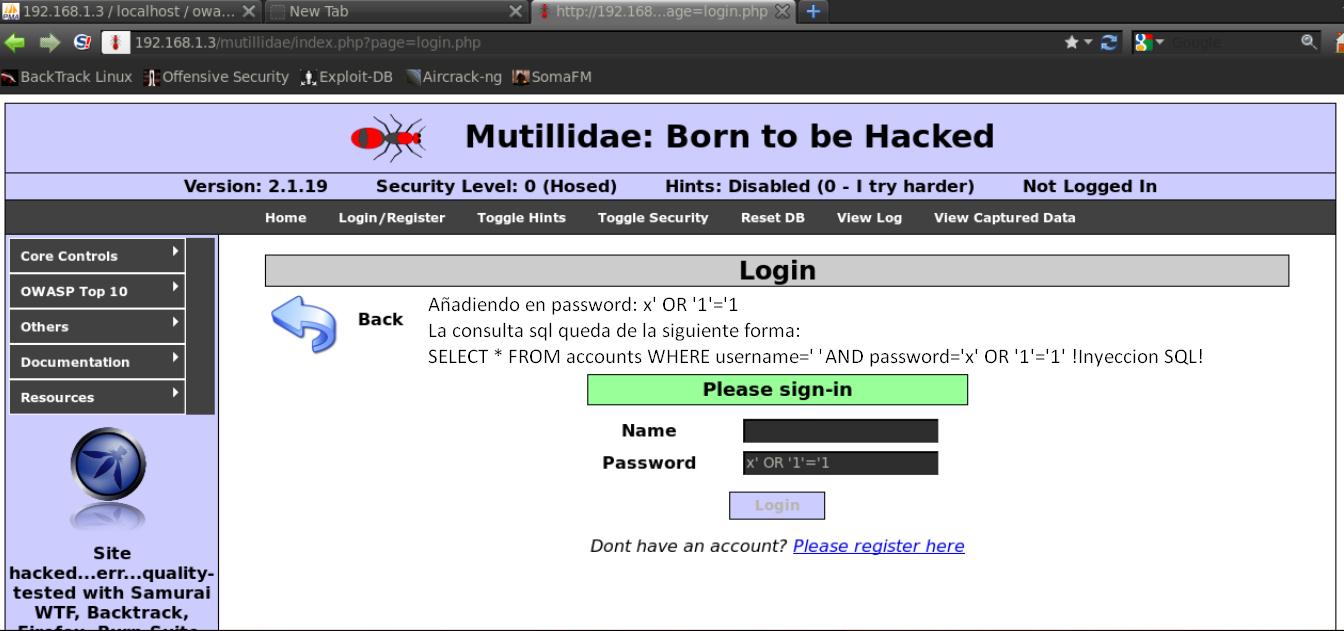 192.168.1.3 / localhost / owa...
New Tab
http://192.168...age=login.php
192.168.1.3/mutillidae/index.php?page=login.php
Google
BackTrack Linux
Offensive Security
Exploit-DB
Aircrack-ng
SomaFM
Mutillidae: Born to be Hacked
Version: 2.1.19
Security Level: 0 (Hosed)
Hints: Disabled (0 - I try harder)
Not Logged In
Home
Login/Register
Toggle Hints
Toggle Security
Reset DB
View Log
View Captured Data
Core Controls
OWASP Top 10
Others
Documentation
Resources
Site
hacked...err...quality-
tested with Samurai
WTF, Backtrack,
Firefox, Burp-Suite,
Login
Back
Añadiendo en password: x' OR '1'='1
La consulta sql queda de la siguiente forma:
SELECT * FROM accounts WHERE username=' 'AND password='x' OR '1'='1' !Inyeccion SQL!
Please sign-in
Name
Password
x' OR '1'='1
Login
Dont have an account? Please register here